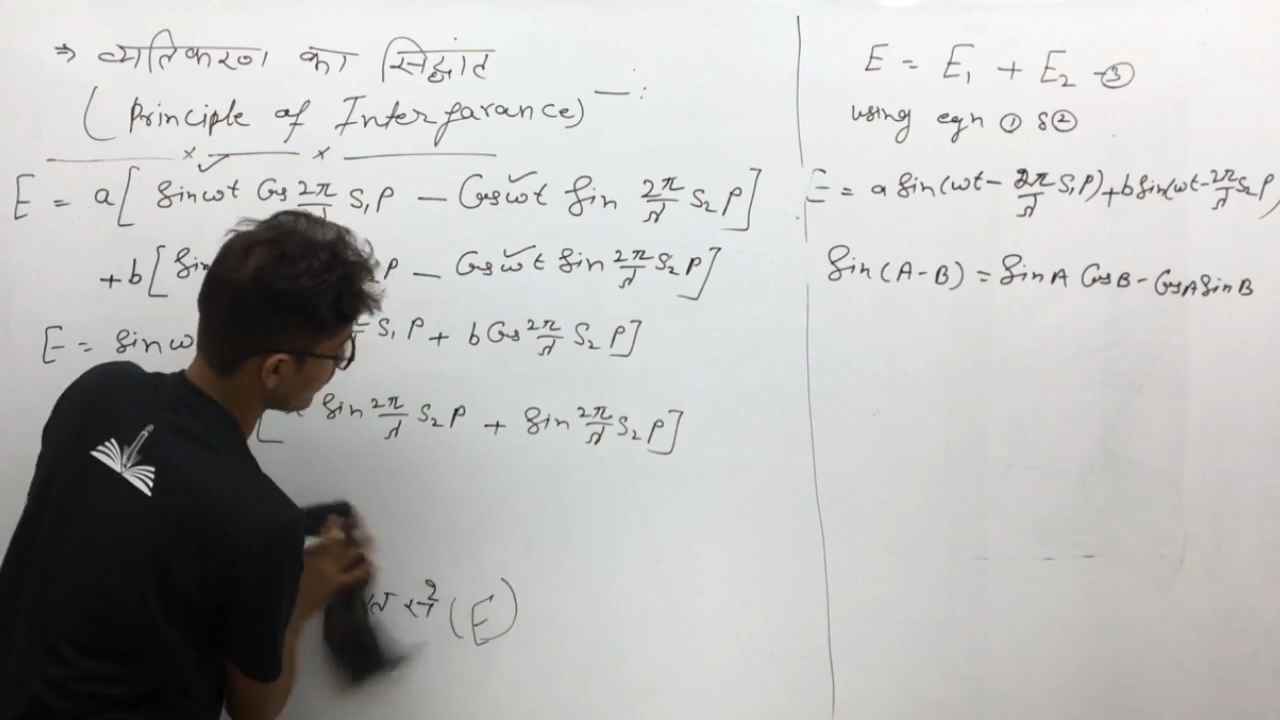 ⇒ व्यतिकरण का सिद्धांत
(Principle of Interfarance) —:
E = a[ Sinωt Cos 2π/λ S₁P − Cosωt Sin 2π/λ S₂P ]
+ b[ Sin P − Cosωt Sin 2π/λ S₂P ]
E = Sinω S₁P + b Cos 2π/λ S₂P ]
[ Sin 2π/λ S₂P + Sin 2π/λ S₂P ]
(E)
E = E₁ + E₂ -③
using eqn ① & ②
E = a Sin(ωt − 2π/λ S₁P) + b Sin(ωt − 2π/λ S₂P)
Sin(A-B) = SinA CosB - CosA SinB